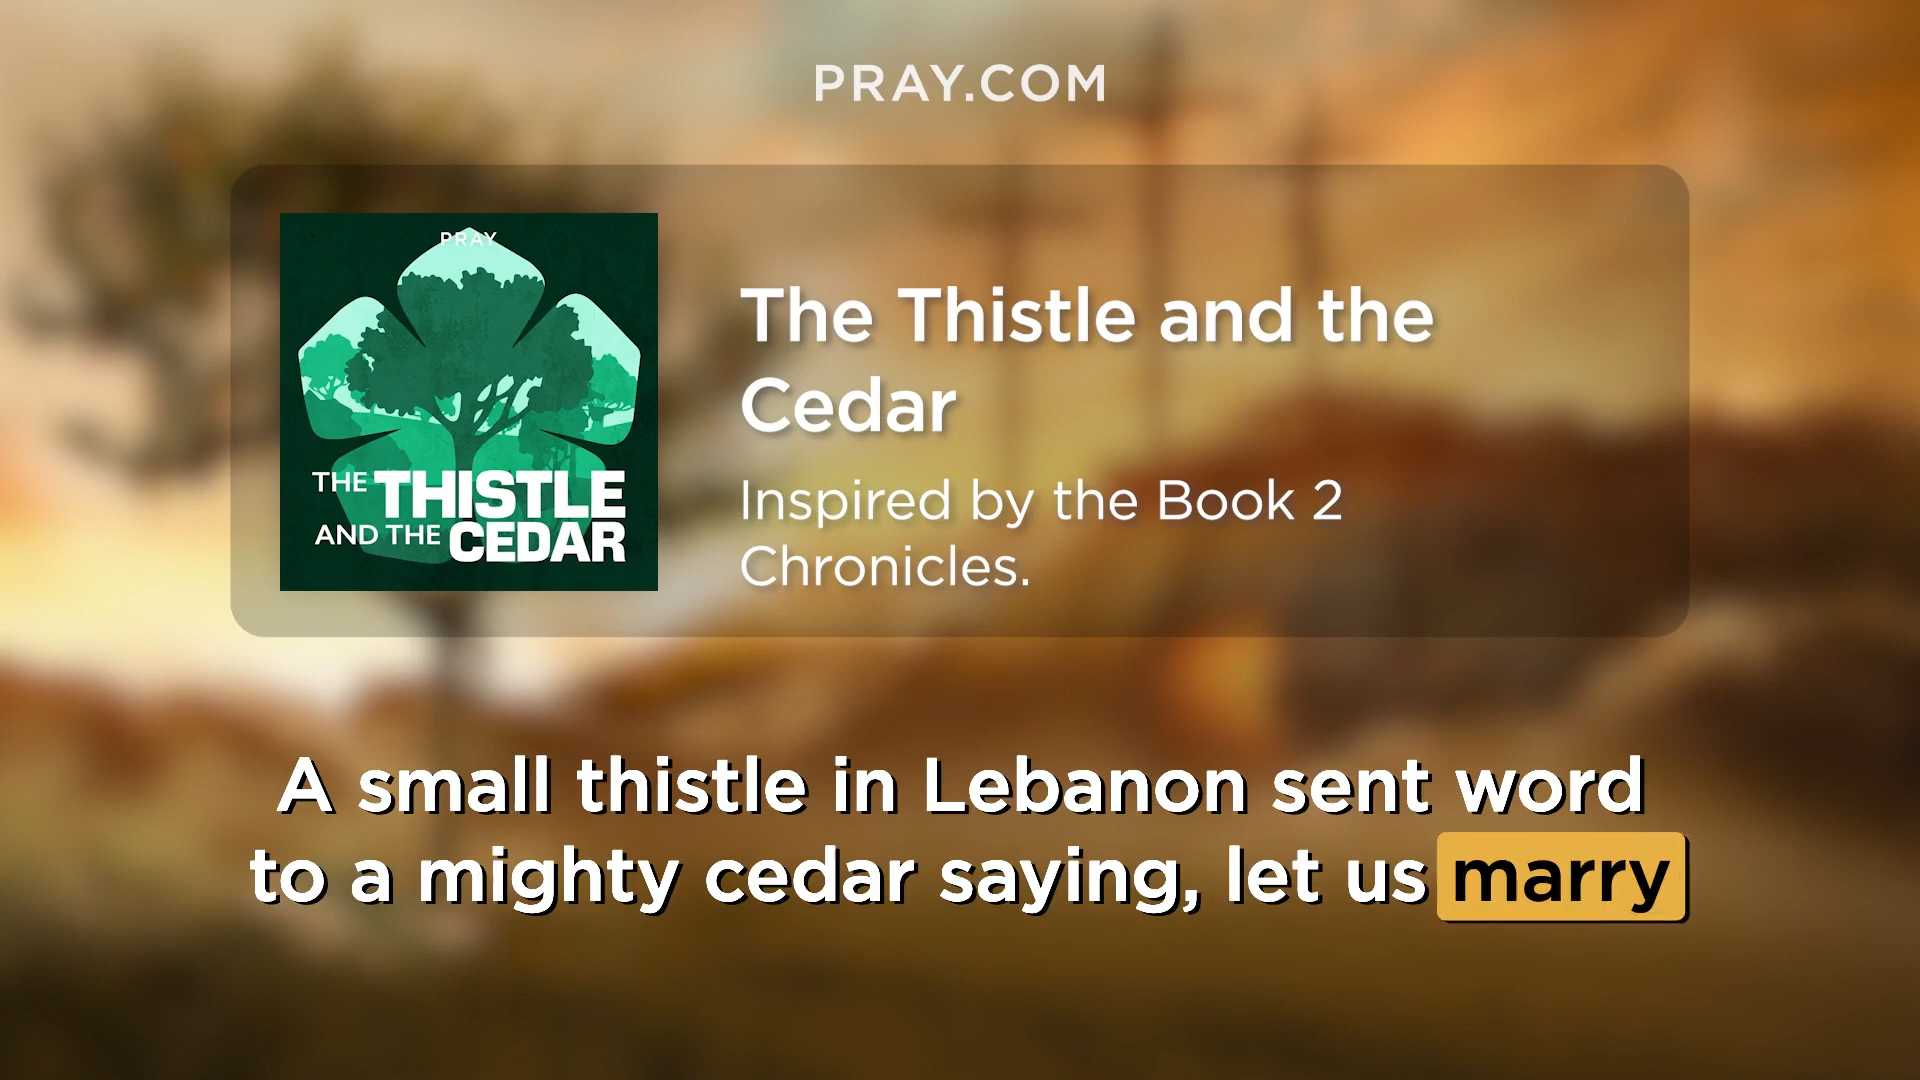 PRAY.COM
PRAY
THE THISTLE
AND THE CEDAR
The Thistle and the
Cedar
Inspired by the Book 2
Chronicles.
A small thistle in Lebanon sent word
to a mighty cedar saying, let us marry